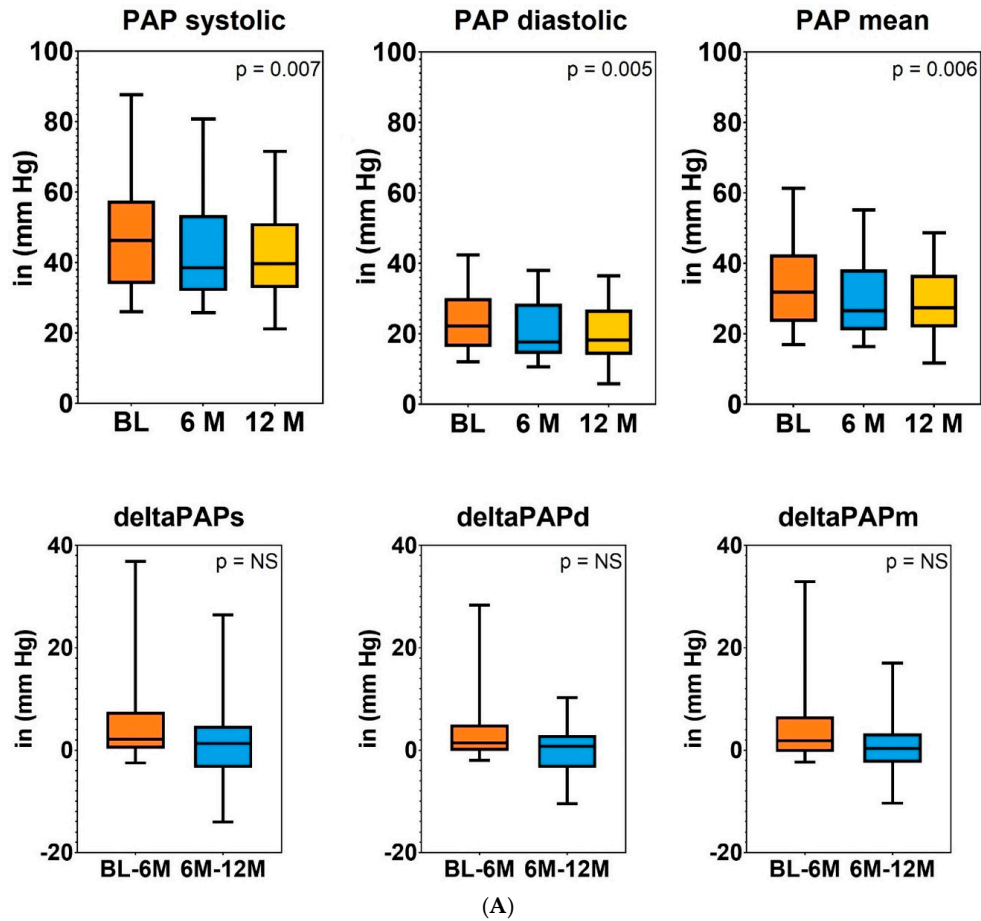 PAP systolic
p = 0.007
in (mm Hg)
100
80
60
40
20
0
BL 6 M 12 M
PAP diastolic
p = 0.005
in (mm Hg)
100
80
60
40
20
0
BL 6 M 12 M
PAP mean
p = 0.006
in (mm Hg)
100
80
60
40
20
0
BL 6 M 12 M
deltaPAPs
p = NS
in (mm Hg)
40
20
0
-20
BL-6M 6M-12M
deltaPAPd
p = NS
in (mm Hg)
40
20
0
-20
BL-6M 6M-12M
deltaPAPm
p = NS
in (mm Hg)
40
20
0
-20
BL-6M 6M-12M
(A)